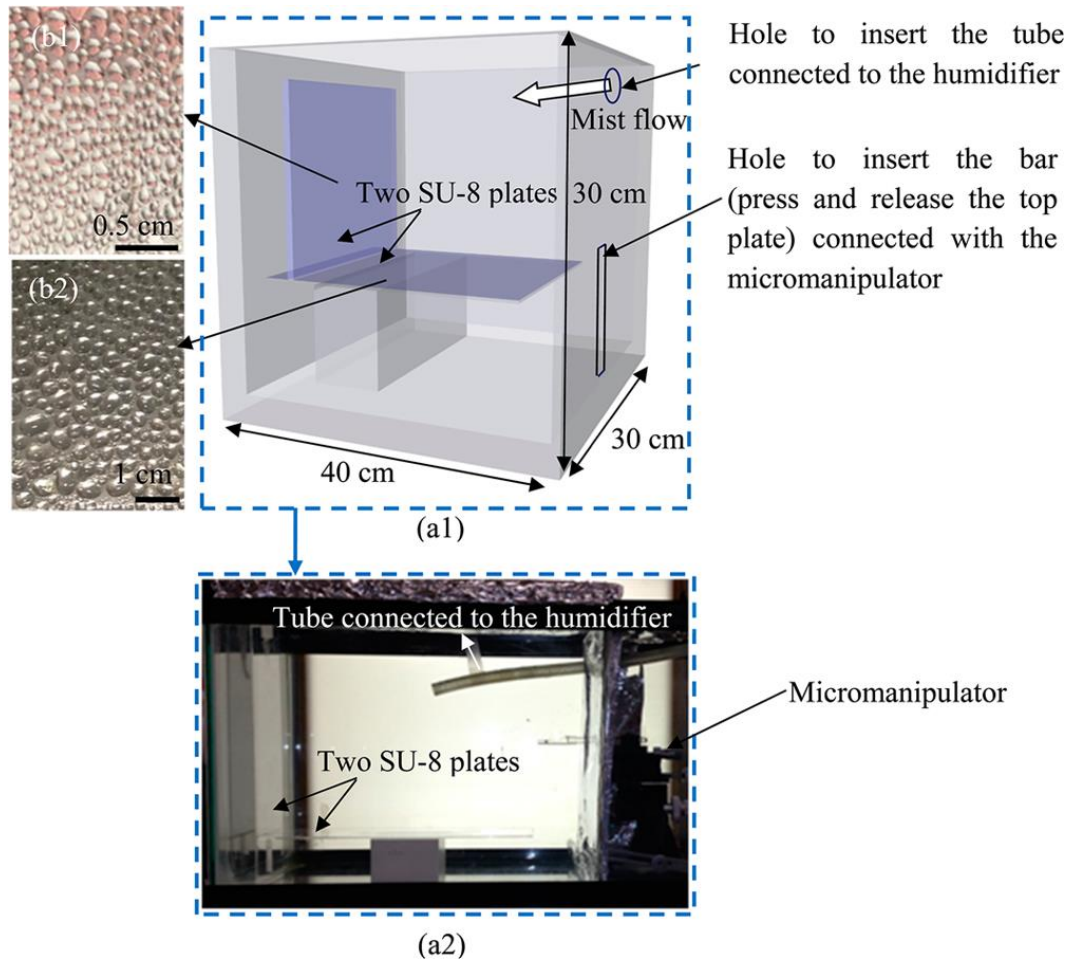 (b1)
0.5 cm
(b2)
1 cm
Hole to insert the tube
connected to the humidifier
Mist flow
Hole to insert the bar
(press and release the top
plate) connected with the
micromanipulator
Two SU-8 plates
30 cm
30 cm
40 cm
(a1)
Tube connected to the humidifier
Micromanipulator
Two SU-8 plates
(a2)